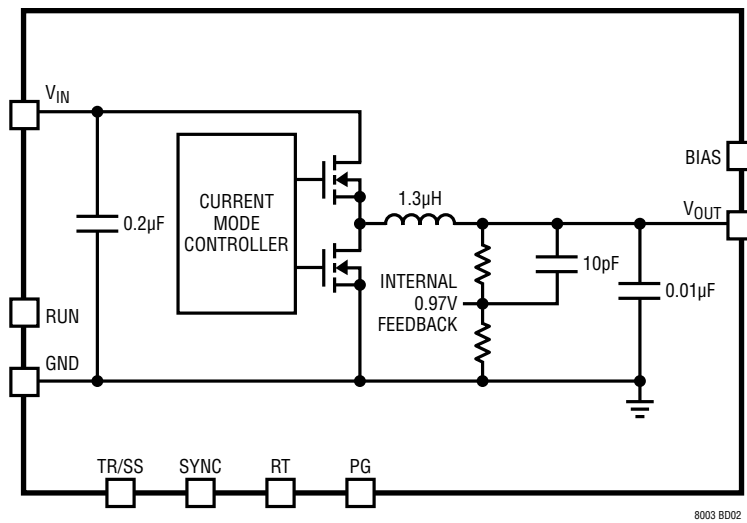 VIN
BIAS
1.3µH
VOUT
CURRENT
MODE
CONTROLLER
0.2µF
INTERNAL
0.97V
FEEDBACK
10pF
0.01µF
RUN
GND
TR/SS SYNC RT PG
8003 BD02